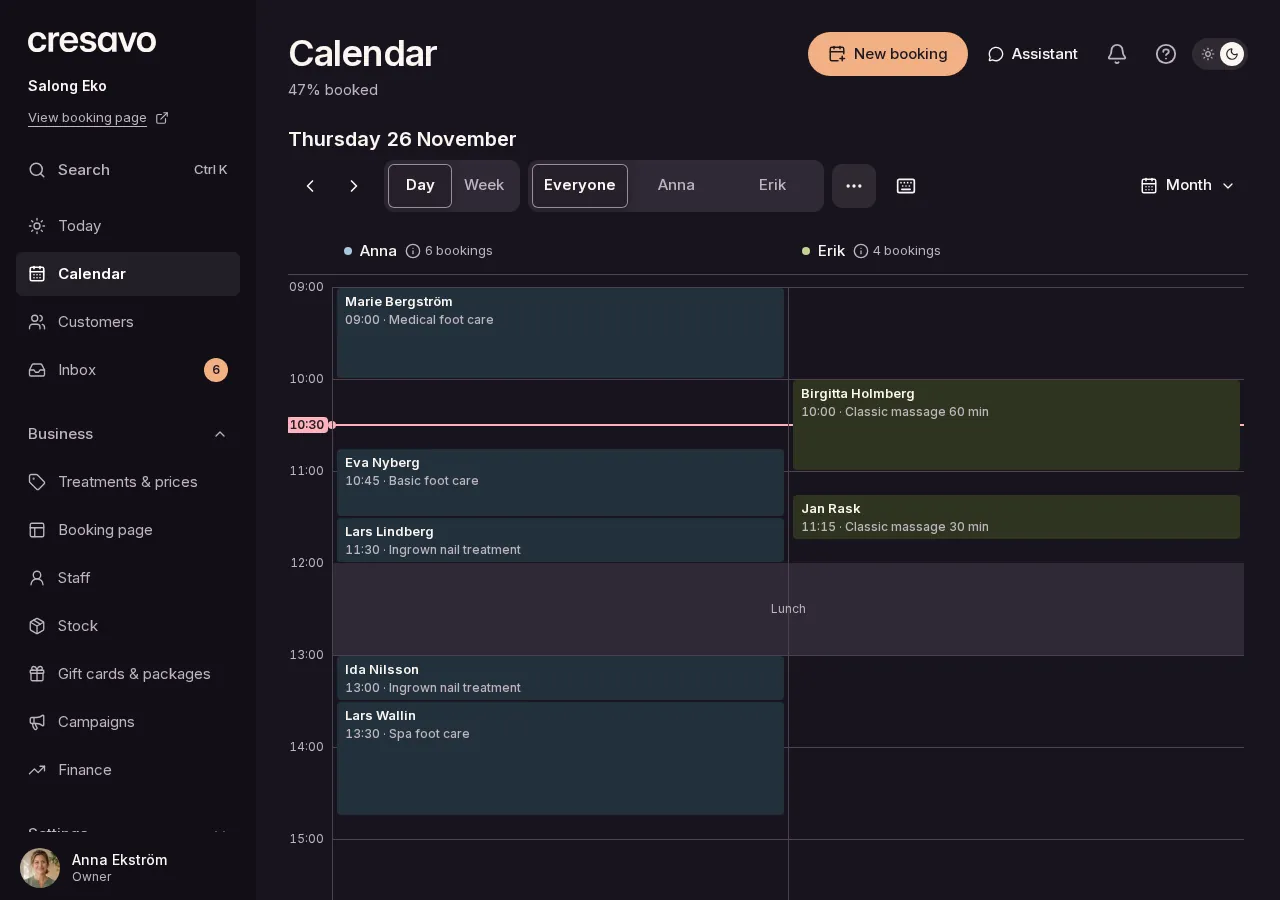 cresavo
Salong Eko
View booking page
Search Ctrl K
Today
Calendar
Customers
Inbox 6
Business
Treatments & prices
Booking page
Staff
Stock
Gift cards & packages
Campaigns
Finance
Settings
Anna Ekström
Owner
Calendar
47% booked
New booking
Assistant
Thursday 26 November
Day Week
Everyone Anna Erik
Month
Anna 6 bookings
Erik 4 bookings
09:00
Marie Bergström
09:00 · Medical foot care
10:00
Birgitta Holmberg
10:00 · Classic massage 60 min
10:30
Eva Nyberg
10:45 · Basic foot care
11:00
Jan Rask
11:15 · Classic massage 30 min
Lars Lindberg
11:30 · Ingrown nail treatment
12:00
Lunch
13:00
Ida Nilsson
13:00 · Ingrown nail treatment
Lars Wallin
13:30 · Spa foot care
14:00
15:00